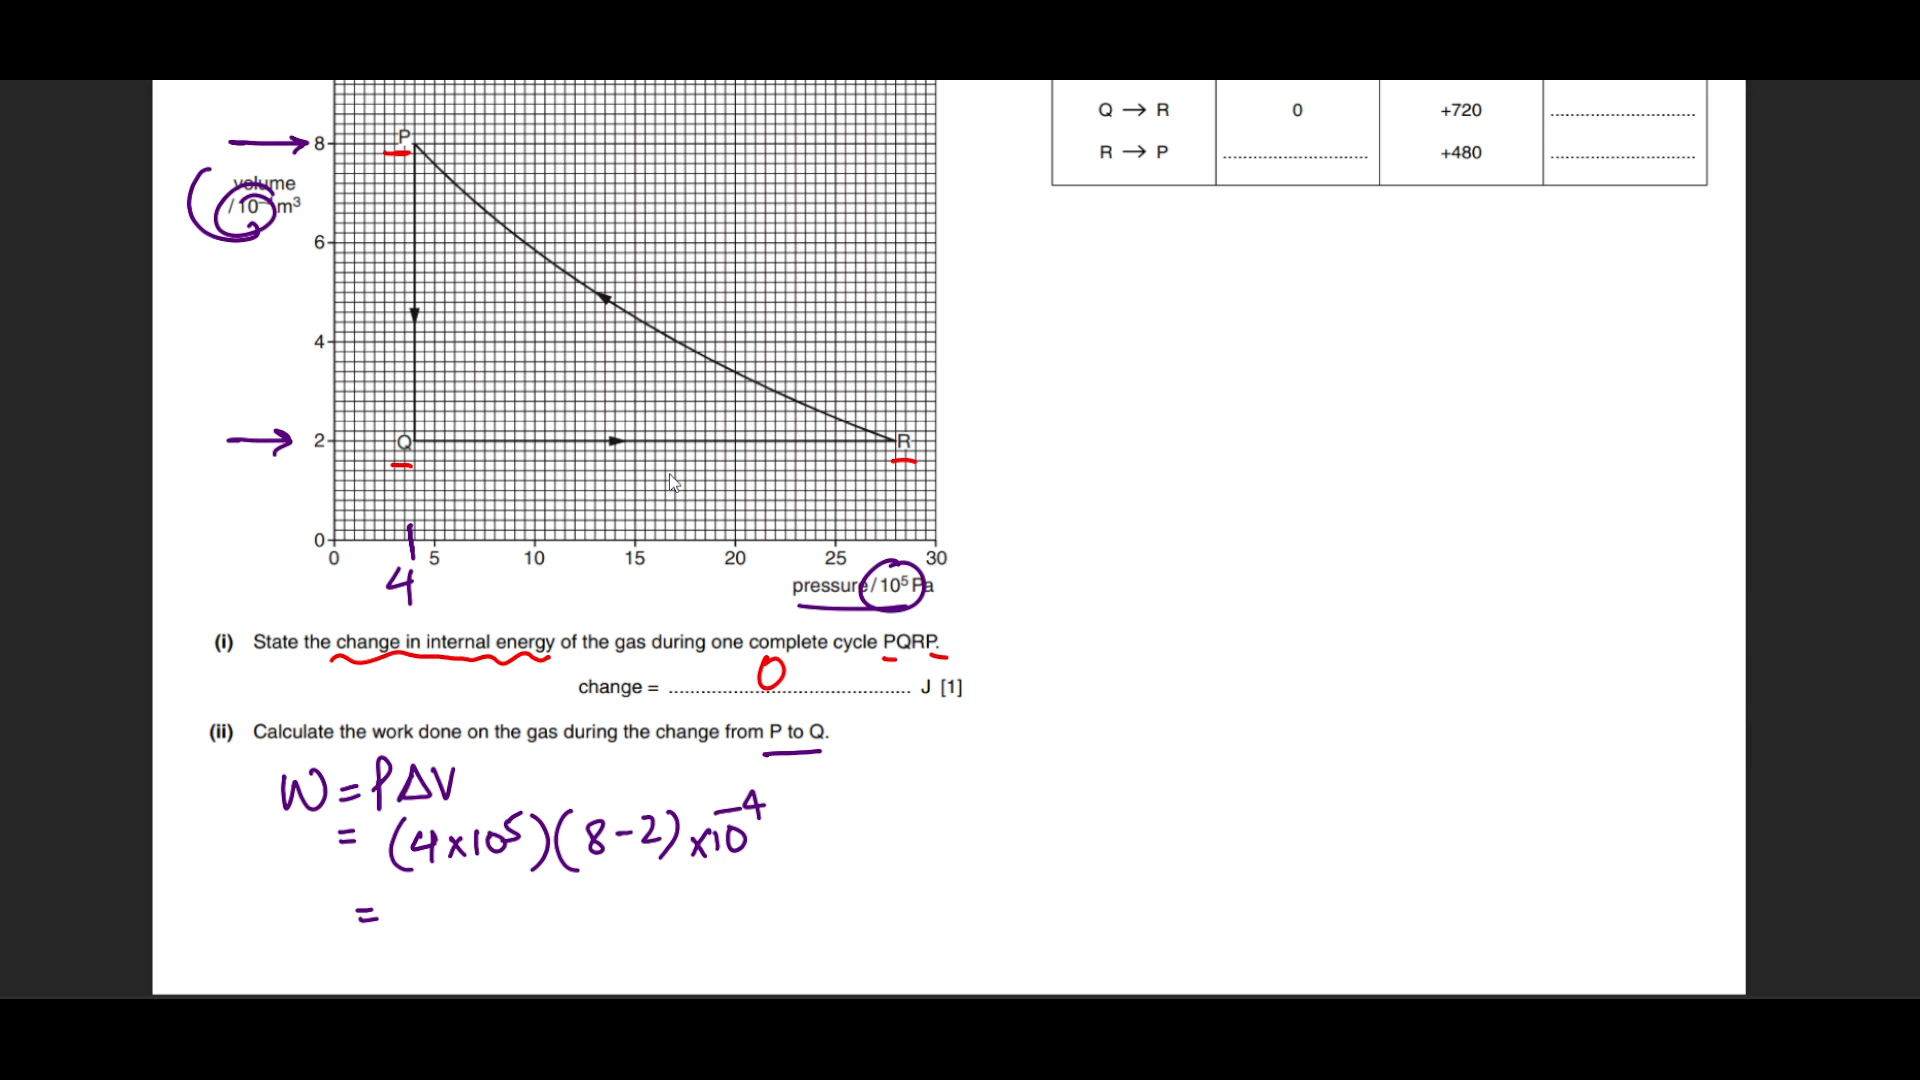 P
8
volume
/ 10 m³
6
4
Q
2
R
0
0 5 10 15 20 25 30
4
pressure / 10⁵ Pa
(i) State the change in internal energy of the gas during one complete cycle PQRP.
0
change = ............................................ J [1]
(ii) Calculate the work done on the gas during the change from P to Q.
W = PΔV
= (4×10⁵)(8-2)×10⁻⁴
=
Q → R 0 +720 ..........................
R → P .......................... +480 ..........................